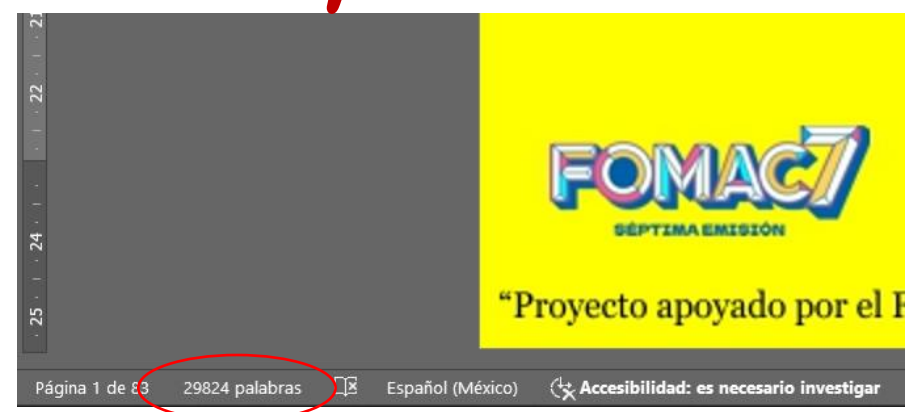 21
22
24
25
FOMAC7
SÉPTIMA EMISIÓN
“Proyecto apoyado por el
Página 1 de 83 29824 palabras Español (México) Accesibilidad: es necesario investigar